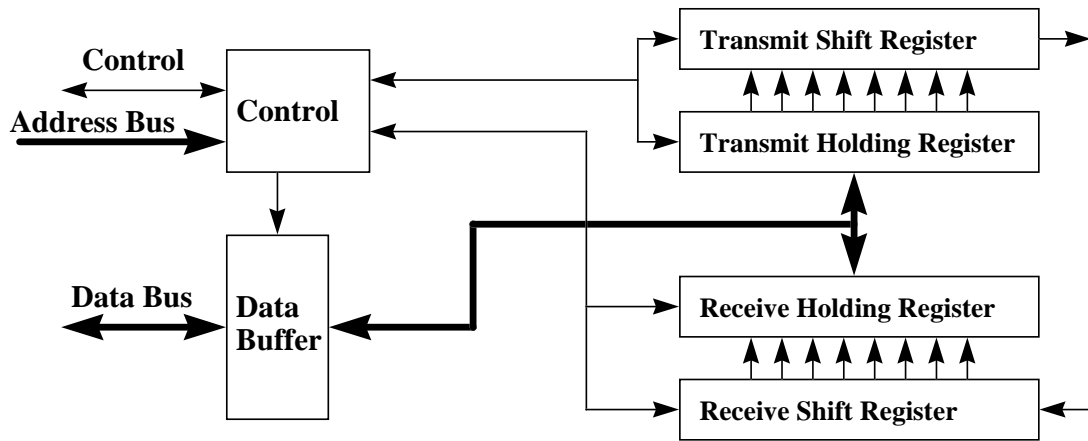 Control
Address Bus
Control
Data Bus
Data
Buffer
Transmit Shift Register
Transmit Holding Register
Receive Holding Register
Receive Shift Register